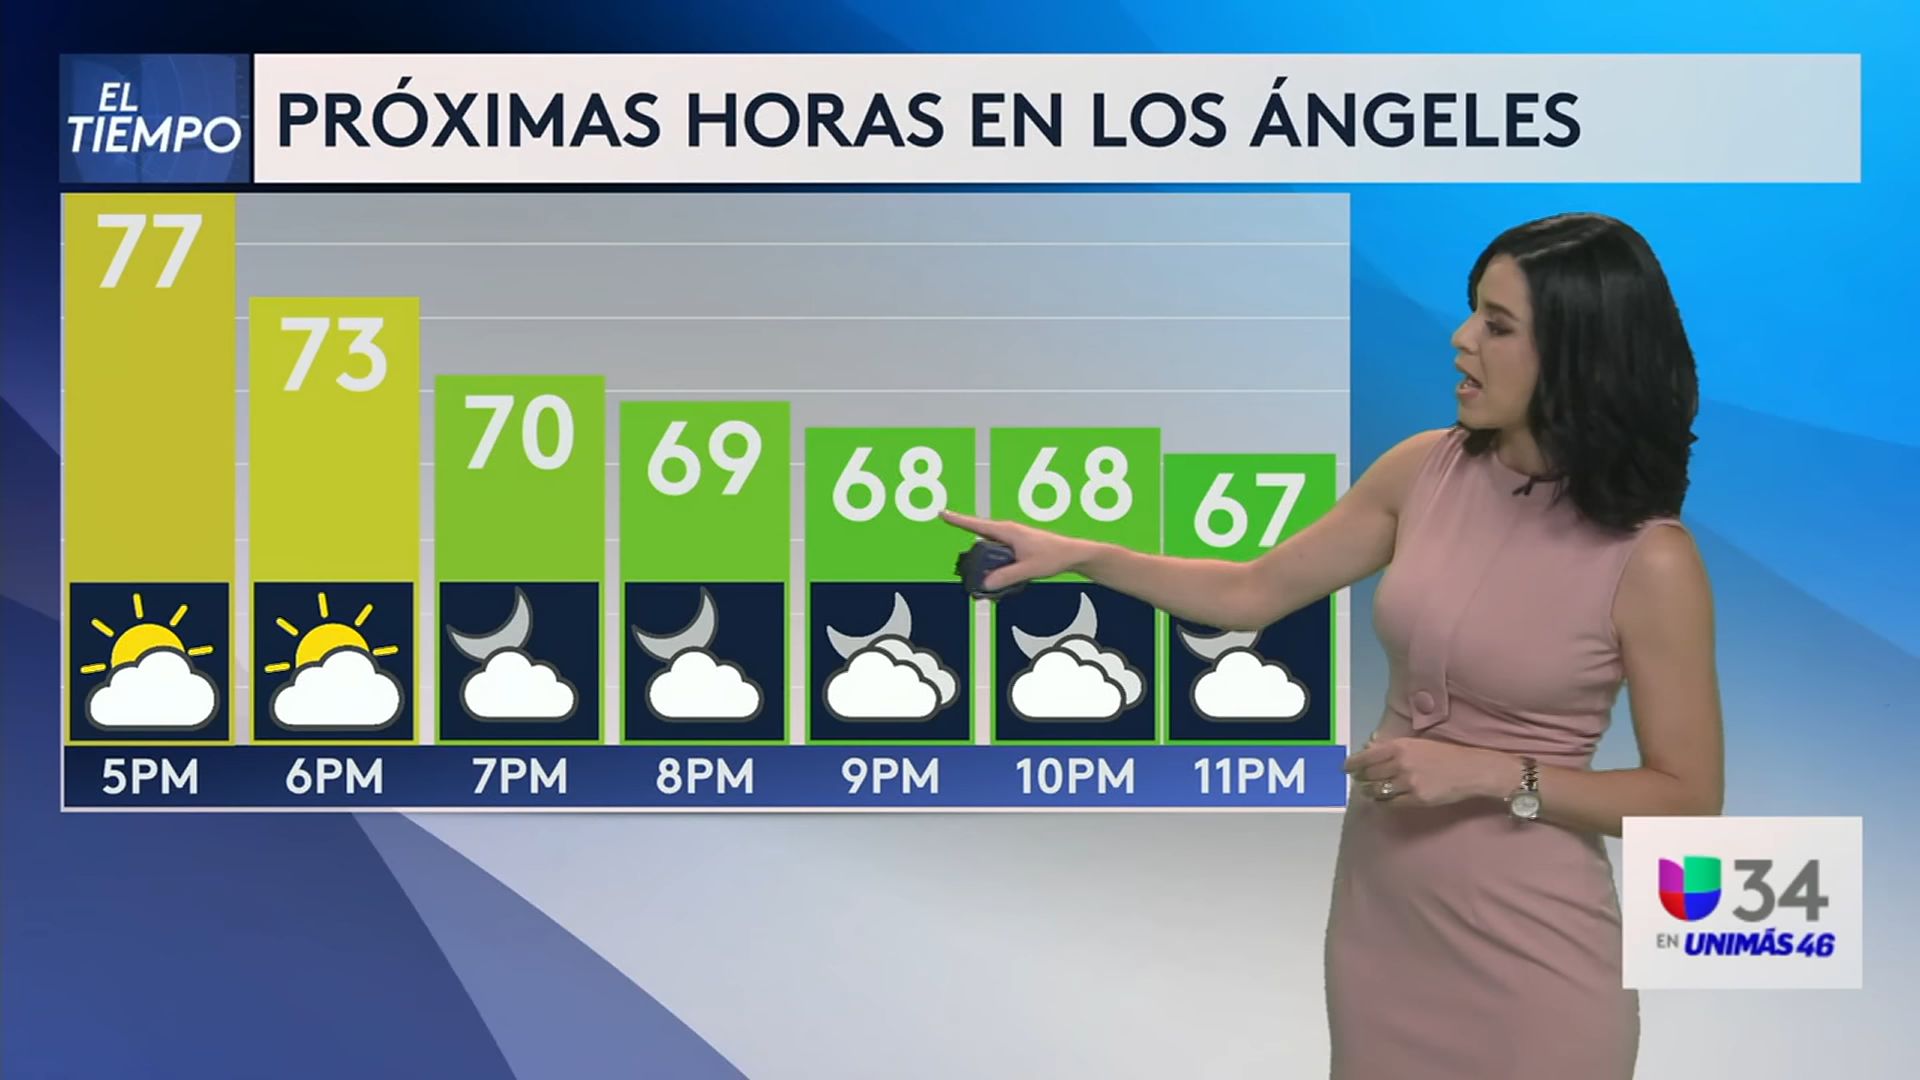 EL
TIEMPO
PRÓXIMAS HORAS EN LOS ÁNGELES
77
73
70
69
68
68
67
5PM
6PM
7PM
8PM
9PM
10PM
11PM
34
EN UNIMÁS 46